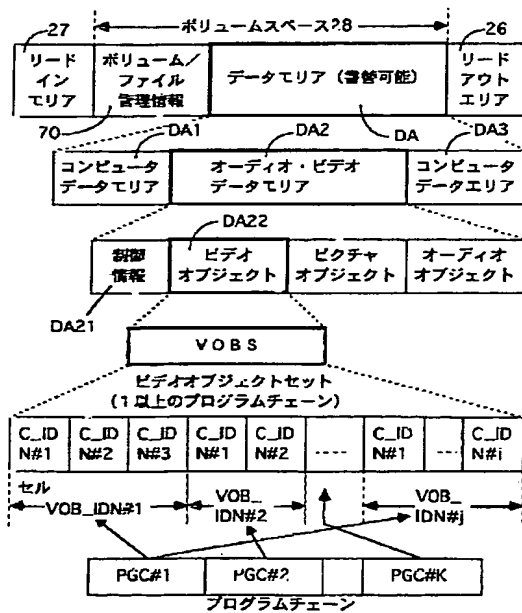 27
ボリュームスペース28
26
リード
イン
エリア
ボリューム/
ファイル
管理情報
データエリア（書替可能）
リード
アウト
エリア
70
DA1
DA2
DA
DA3
コンピュータ
データエリア
オーディオ・ビデオ
データエリア
コンピュータ
データエリア
DA22
制御
情報
ビデオ
オブジェクト
ピクチャ
オブジェクト
オーディオ
オブジェクト
DA21
VOBS
ビデオオブジェクトセット
（1以上のプログラムチェーン）
C_ID
N#1
C_ID
N#2
C_ID
N#3
C_ID
N#1
C_ID
N#2
-----
C_ID
N#1
---
C_ID
N#i
セル
VOB_IDN#1
VOB_
IDN#2
VOB_
IDN#j
PGC#1
PGC#2
PGC#K
プログラムチェーン